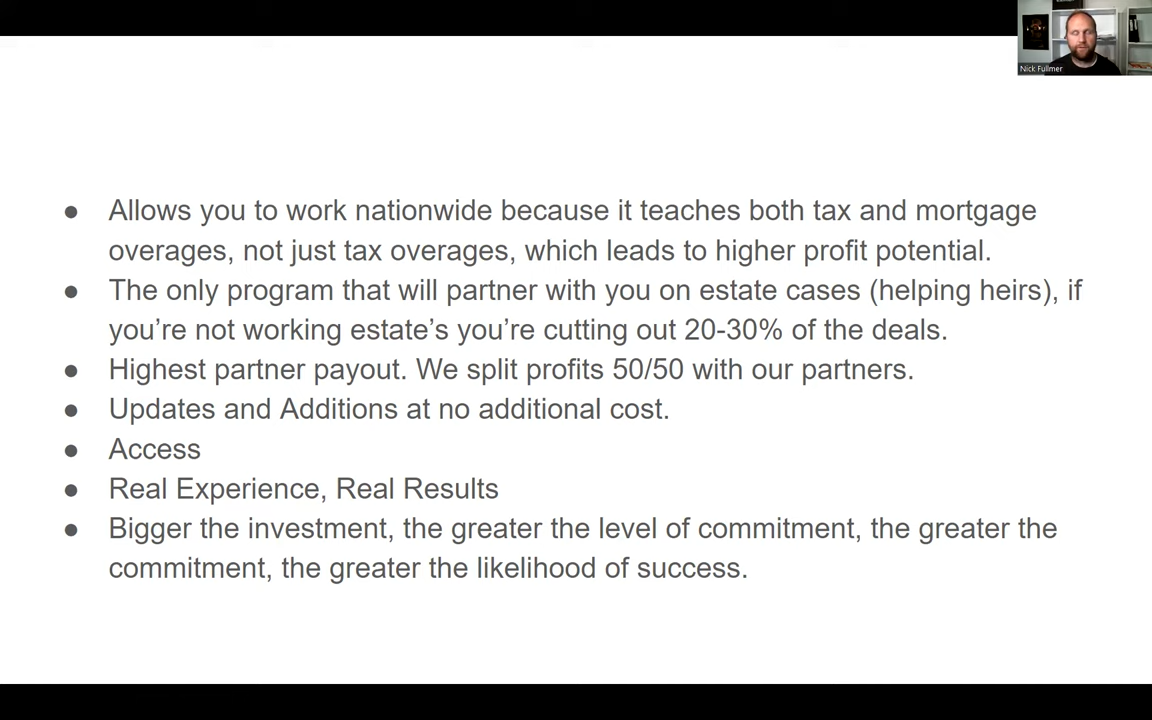 Nick Fullmer
● Allows you to work nationwide because it teaches both tax and mortgage
overages, not just tax overages, which leads to higher profit potential.
● The only program that will partner with you on estate cases (helping heirs), if
you’re not working estate’s you’re cutting out 20-30% of the deals.
● Highest partner payout. We split profits 50/50 with our partners.
● Updates and Additions at no additional cost.
● Access
● Real Experience, Real Results
● Bigger the investment, the greater the level of commitment, the greater the
commitment, the greater the likelihood of success.